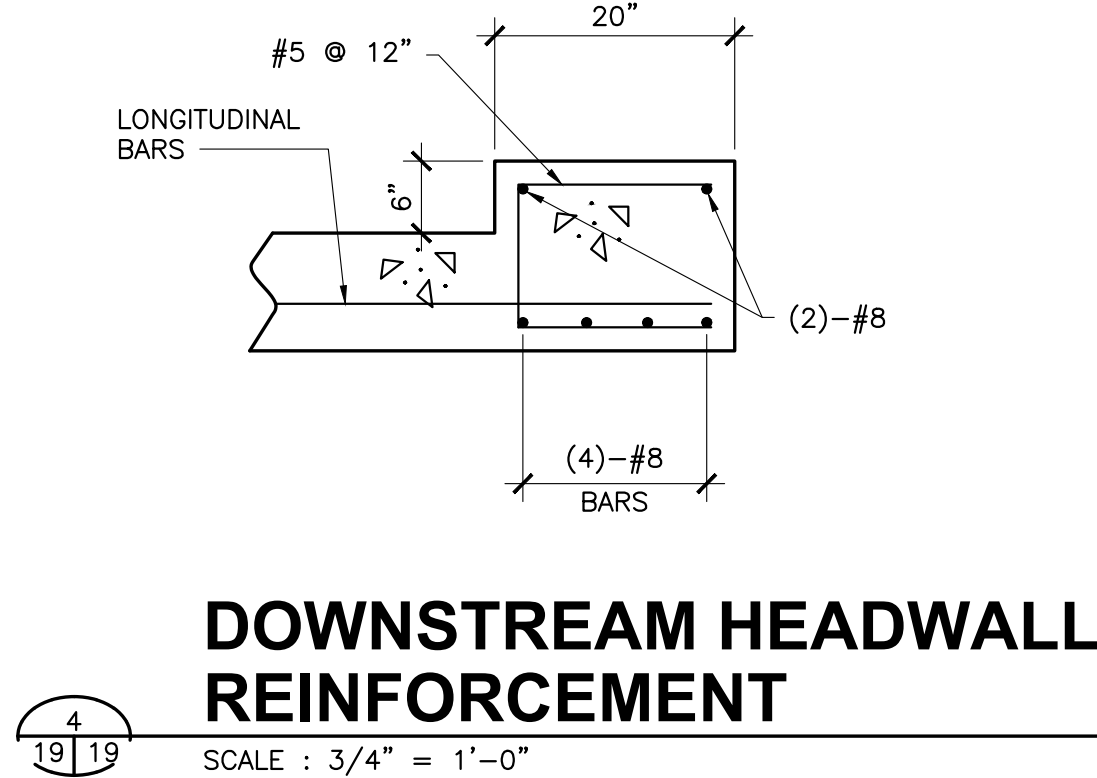 20”
#5 @ 12”
LONGITUDINAL
BARS
6”
(2)–#8
(4)–#8
BARS
DOWNSTREAM HEADWALL
REINFORCEMENT
4
19 19
SCALE : 3/4” = 1’–0”